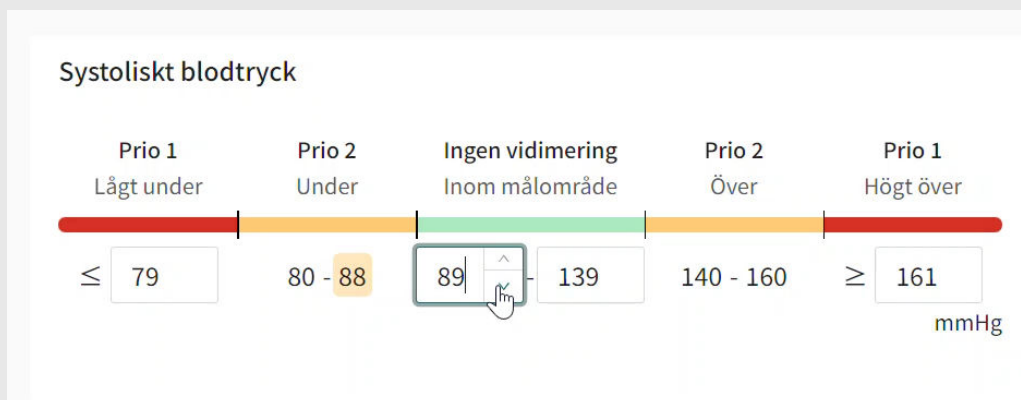 Systoliskt blodtryck
Prio 1 Prio 2 Ingen vidimering Prio 2 Prio 1
Lågt under Under Inom målområde Över Högt över
≤ 79 80 - 88 89 - 139 140 - 160 ≥ 161
mmHg